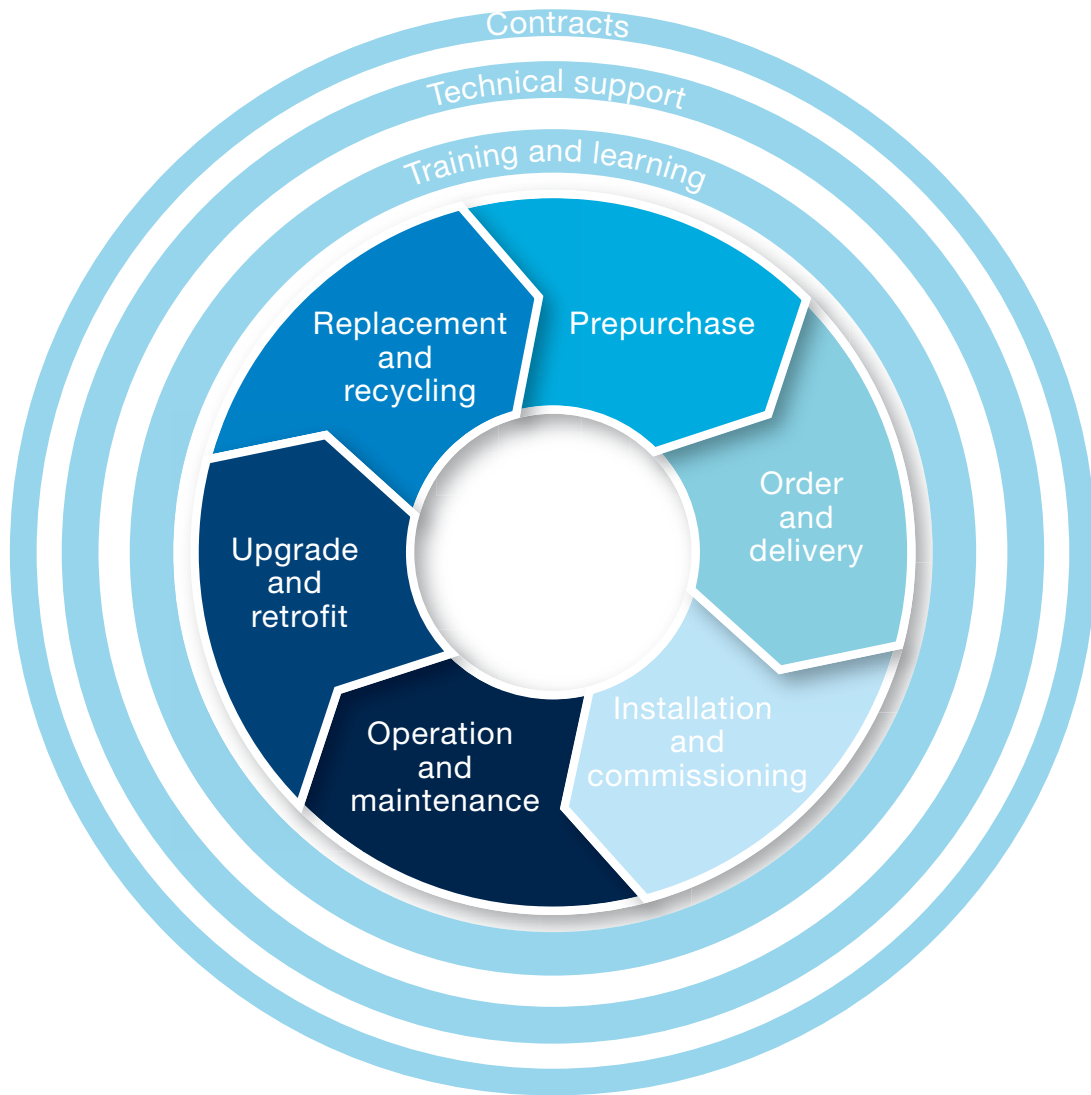 Contracts
Technical support
Training and learning
Prepurchase
Order
and
delivery
Installation
and
commissioning
Operation
and
maintenance
Upgrade
and
retrofit
Replacement
and
recycling